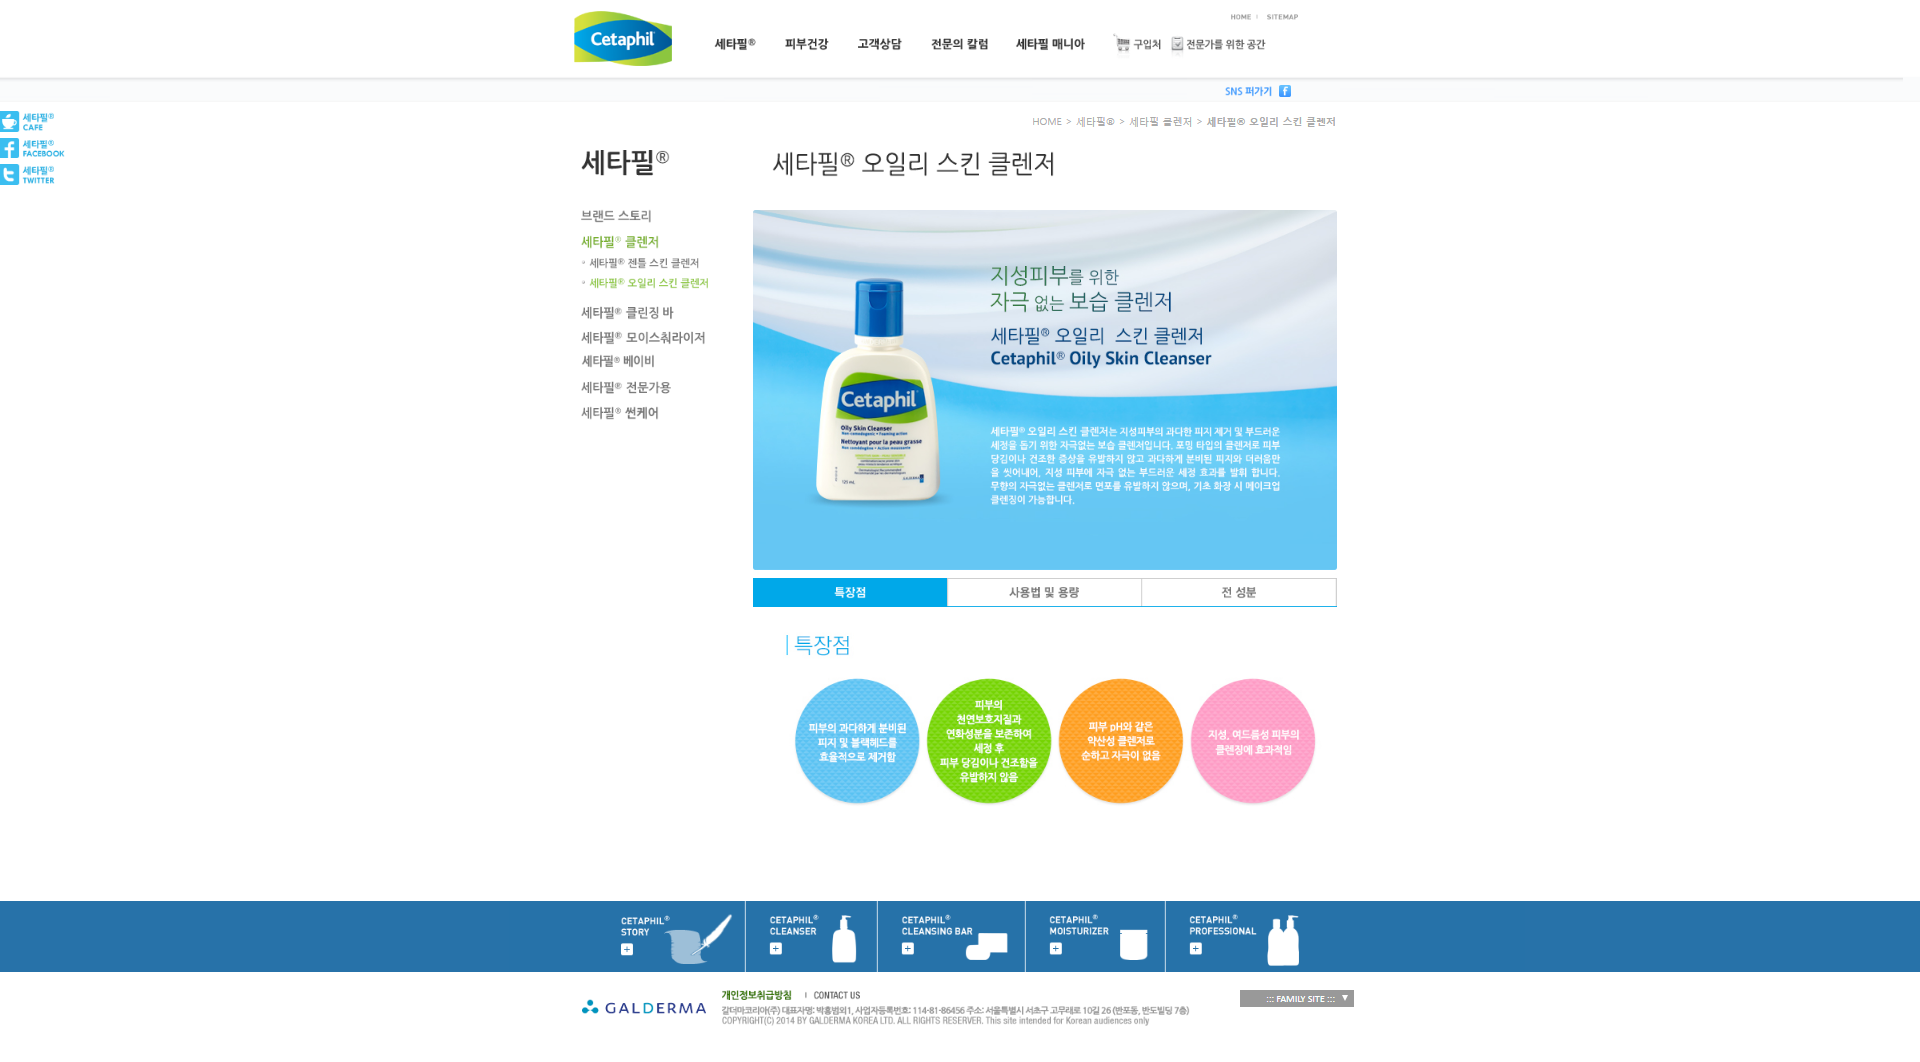 HOME
SITEMAP
Cetaphil
세타필®
피부건강
고객상담
전문의 칼럼
세타필 매니아
구입처
전문가를 위한 공간
SNS 퍼가기
세타필®
CAFE
세타필®
FACEBOOK
세타필®
TWITTER
HOME > 세타필® > 세타필 클렌저 > 세타필® 오일리 스킨 클렌저
세타필®
세타필® 오일리 스킨 클렌저
브랜드 스토리
세타필® 클렌저
세타필® 젠틀 스킨 클렌저
세타필® 오일리 스킨 클렌저
세타필® 클린징 바
세타필® 모이스춰라이저
세타필® 베이비
세타필® 전문가용
세타필® 썬케어
지성피부를 위한
자극 없는 보습 클렌저
세타필® 오일리 스킨 클렌저
Cetaphil® Oily Skin Cleanser
Cetaphil
Oily Skin Cleanser
Non comedogenic • Foaming action
Nettoyant pour la peau grasse
GALDERMA
125 mL
세타필® 오일리 스킨 클렌저는 지성피부의 과다한 피지 제거 및 부드러운
세정을 돕기 위한 자극없는 보습 클렌저입니다. 포밍 타입의 클렌저로 피부
당김이나 건조한 증상을 유발하지 않고 과다하게 분비된 피지와 더러움만
을 씻어내어, 지성 피부에 자극 없는 부드러운 세정 효과를 발휘 합니다.
무향의 자극없는 클렌저로 면포를 유발하지 않으며, 기초 화장 시 메이크업
클렌징이 가능합니다.
특장점
사용법 및 용량
전 성분
특장점
피부의 과다하게 분비된
피지 및 블랙헤드를
효율적으로 제거함
피부의
천연보호지질과
연화성분을 보존하여
세정 후
피부 당김이나 건조함을
유발하지 않음
피부 pH와 같은
약산성 클렌저로
순하고 자극이 없음
지성, 여드름성 피부의
클렌징에 효과적임
CETAPHIL®
STORY
CETAPHIL®
CLEANSER
CETAPHIL®
CLEANSING BAR
CETAPHIL®
MOISTURIZER
CETAPHIL®
PROFESSIONAL
GALDERMA
개인정보취급방침
CONTACT US
갈더마코리아(주) 대표자명: 박흥범외1, 사업자등록번호: 114-81-86456 주소: 서울특별시 서초구 고무래로 10길 26 (반포동, 반도빌딩 7층)
COPYRIGHT(C) 2014 BY GALDERMA KOREA LTD. ALL RIGHTS RESERVER. This site intended for Korean audiences only
::: FAMILY SITE ::: ▼